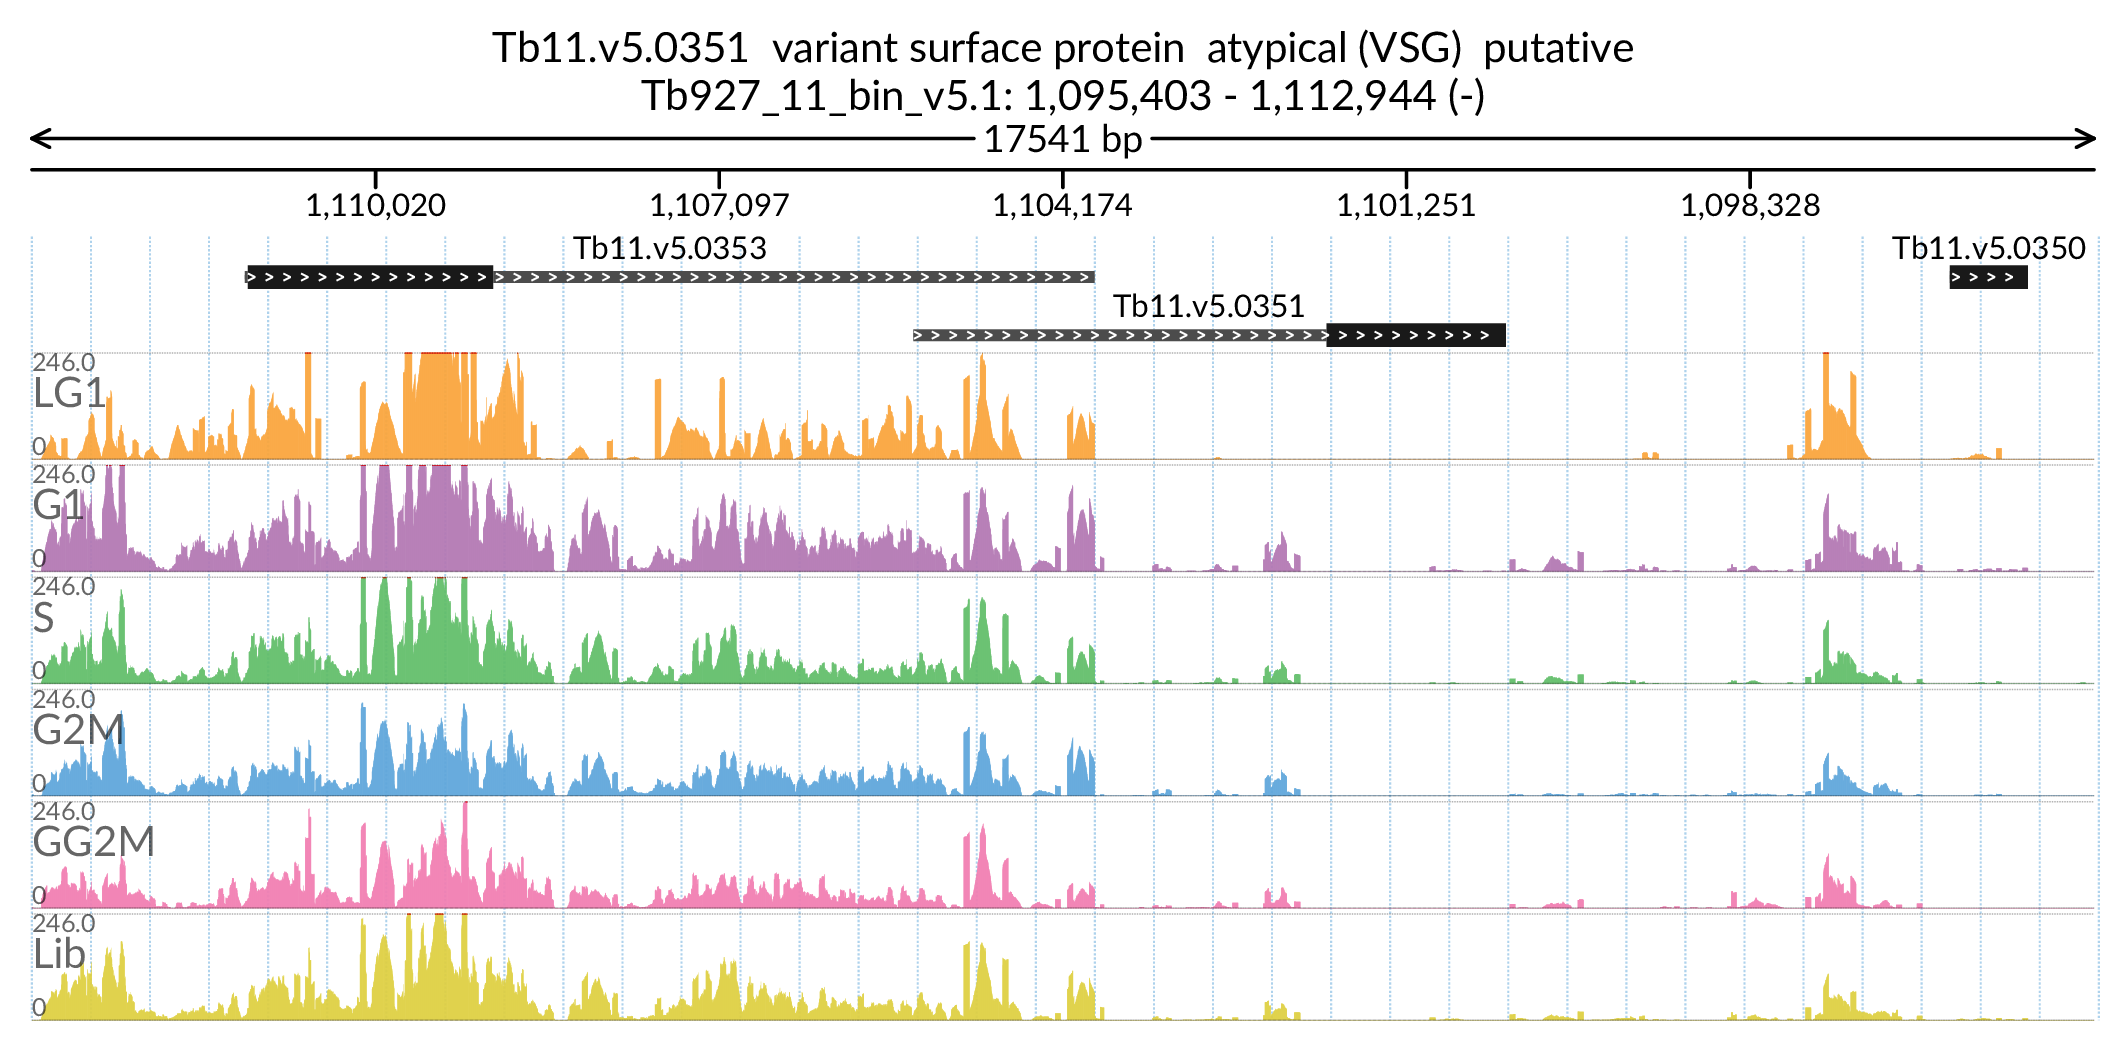 Tb11.v5.0351 variant surface protein atypical (VSG) putative
Tb927_11_bin_v5.1: 1,095,403 - 1,112,944 (-)
17541 bp
1,110,020 1,107,097 1,104,174 1,101,251 1,098,328
Tb11.v5.0353 Tb11.v5.0350
Tb11.v5.0351
246.0
LG1
0
246.0
G1
0
246.0
S
0
246.0
G2M
0
246.0
GG2M
0
246.0
Lib
0